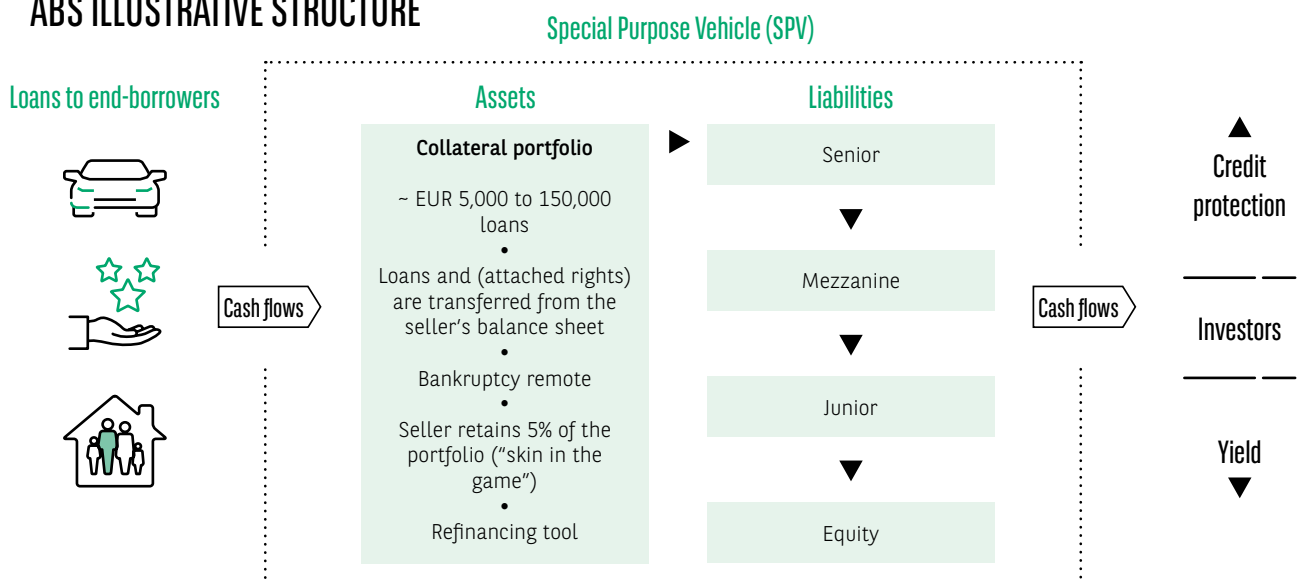 ABS ILLUSTRATIVE STRUCTURE
Special Purpose Vehicle (SPV)
Loans to end-borrowers
Cash flows
Assets
Collateral portfolio
~ EUR 5,000 to 150,000
loans
•
Loans and (attached rights)
are transferred from the
seller's balance sheet
•
Bankruptcy remote
•
Seller retains 5% of the
portfolio (“skin in the
game”)
•
Refinancing tool
Liabilities
Senior
Mezzanine
Junior
Equity
Cash flows
Credit
protection
Investors
Yield